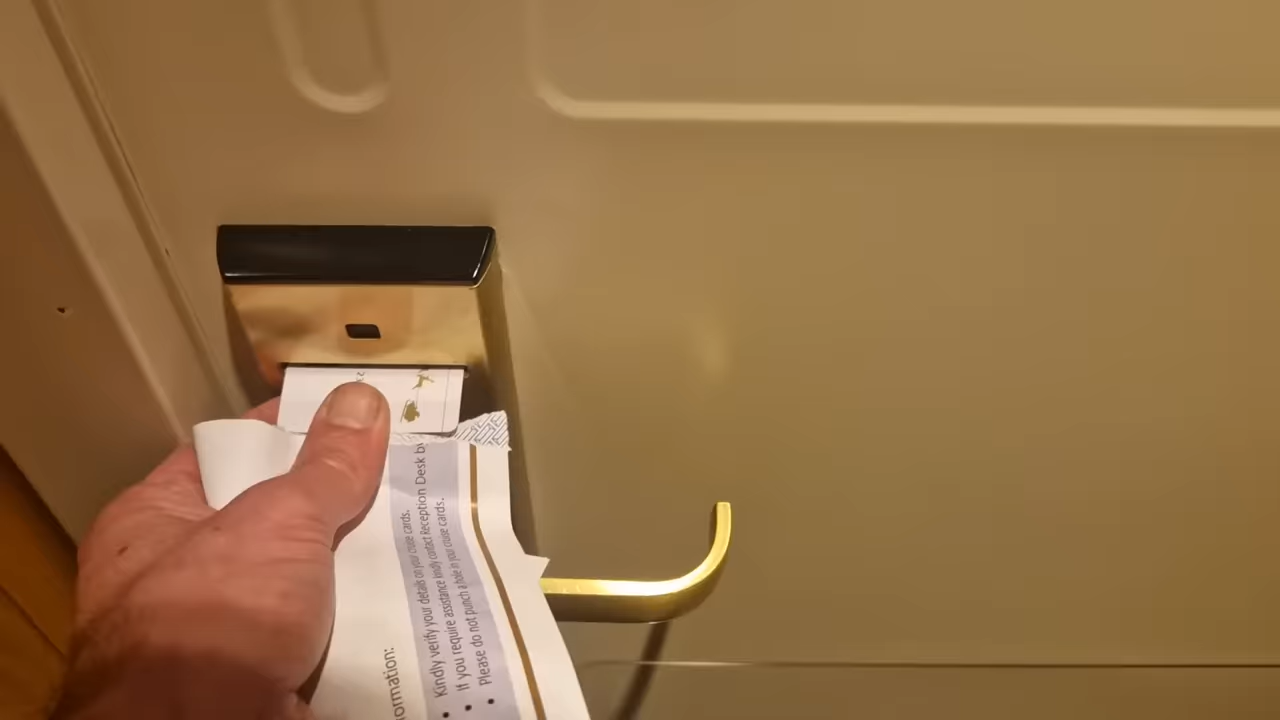 ormation:
• Kindly verify your details on your cruise cards.
• If you require assistance kindly contact Reception Desk by
• Please do not punch a hole in your cruise cards.